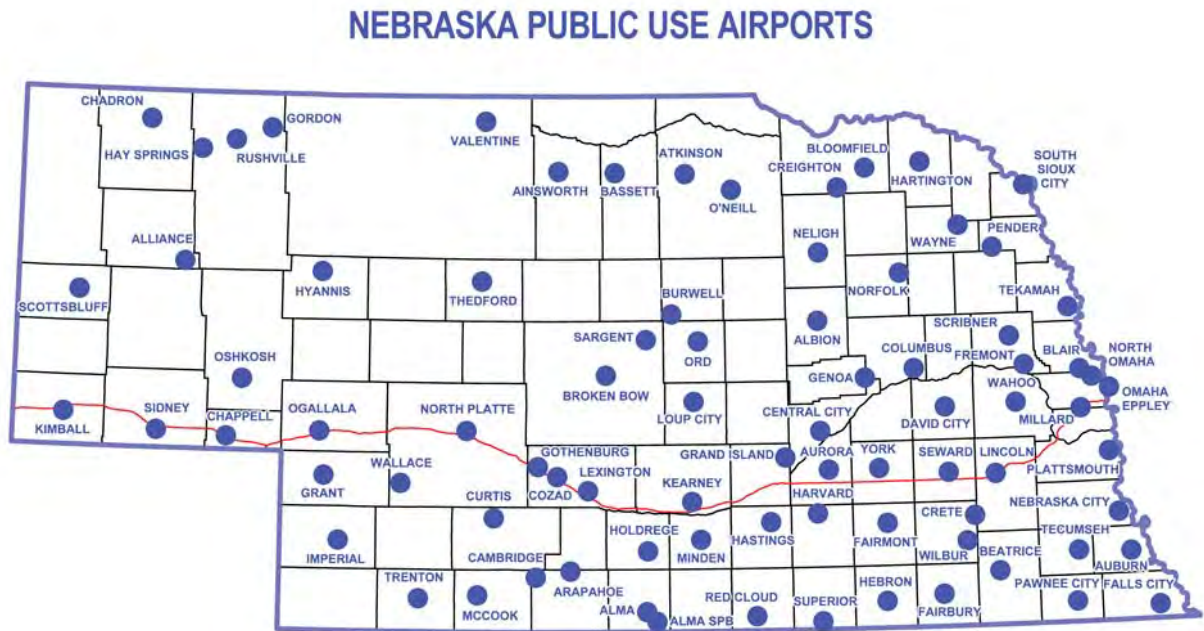 NEBRASKA PUBLIC USE AIRPORTS
CHADRON
GORDON
HAY SPRINGS
RUSHVILLE
VALENTINE
AINSWORTH
BASSETT
ATKINSON
O'NEILL
BLOOMFIELD
CREIGHTON
HARTINGTON
SOUTH
SIOUX
CITY
ALLIANCE
NELIGH
WAYNE
PENDER
SCOTTSBLUFF
HYANNIS
THEDFORD
BURWELL
NORFOLK
TEKAMAH
OSHKOSH
SARGENT
ORD
ALBION
SCRIBNER
COLUMBUS
FREMONT
BLAIR
NORTH
OMAHA
BROKEN BOW
GENOA
WAHOO
OMAHA
EPPLEY
KIMBALL
SIDNEY
CHAPPELL
OGALLALA
NORTH PLATTE
LOUP CITY
CENTRAL CITY
DAVID CITY
MILLARD
GRANT
WALLACE
GOTHENBURG
COZAD
LEXINGTON
KEARNEY
GRAND ISLAND
AURORA
YORK
SEWARD
LINCOLN
PLATTSMOUTH
CURTIS
HARVARD
NEBRASKA CITY
IMPERIAL
CAMBRIDGE
HOLDREGE
MINDEN
HASTINGS
FAIRMONT
CRETE
WILBUR
BEATRICE
TECUMSEH
AUBURN
TRENTON
MCCOOK
ARAPAHOE
ALMA
ALMA SPB
RED CLOUD
SUPERIOR
HEBRON
FAIRBURY
PAWNEE CITY
FALLS CITY